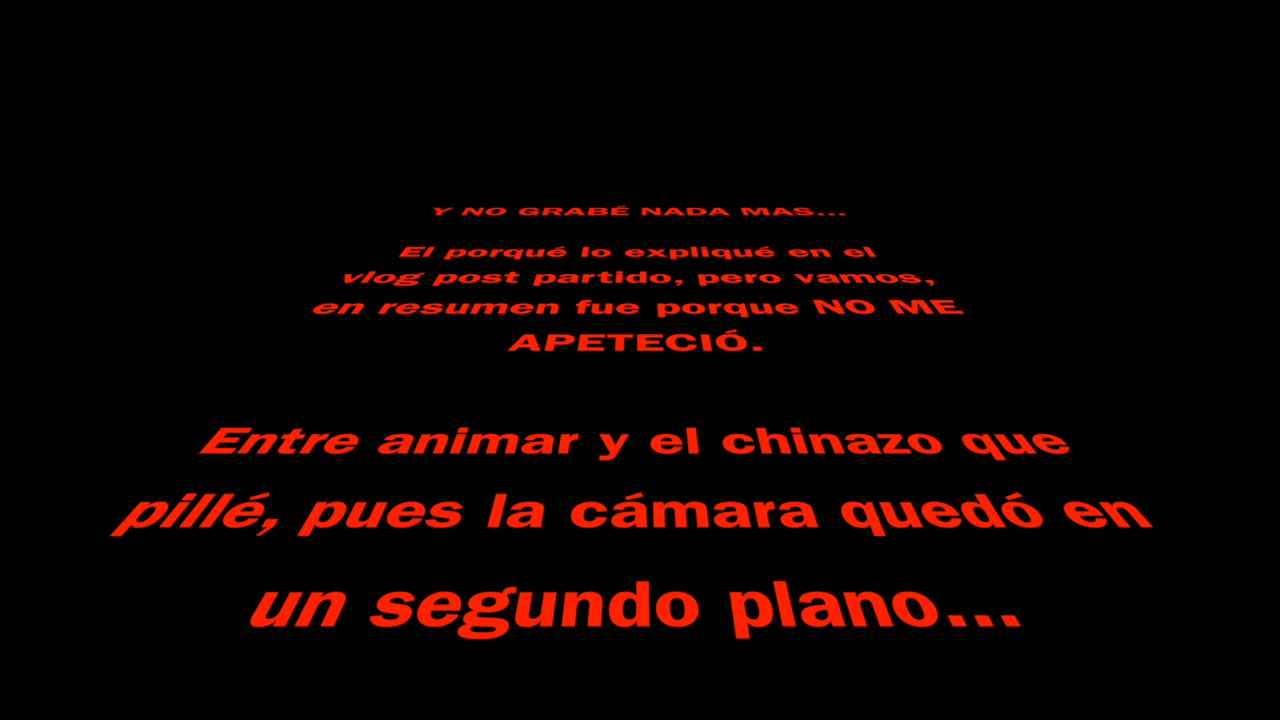 Y NO GRABÉ NADA MAS...
El porqué lo expliqué en el
vlog post partido, pero vamos,
en resumen fue porque NO ME
APETECIÓ.
Entre animar y el chinazo que
pillé, pues la cámara quedó en
un segundo plano...